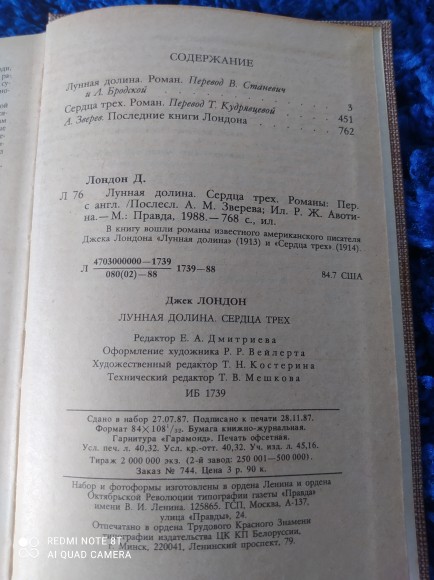 СОДЕРЖАНИЕ
Лунная долина. Роман. Перевод В. Станевич
и Л. Бродской 3
Сердца трех. Роман. Перевод Т. Кудрявцевой 451
А. Зверев. Последние книги Лондона 762
Лондон Д.
Л 76 Лунная долина. Сердца трех. Романы: Пер.
с англ. /Послесл. А. М. Зверева; Ил. Р. Ж. Авоти-
на.— М.: Правда, 1988.— 768 с., ил.
В книгу вошли романы известного американского писателя
Джека Лондона «Лунная долина» (1913) и «Сердца трех» (1914).
4703000000—1739
Л 1739—88
080(02)—88
84.7 США
Джек ЛОНДОН
ЛУННАЯ ДОЛИНА. СЕРДЦА ТРЕХ
Редактор Е. А. Дмитриева
Оформление художника Р. Р. Вейлерта
Художественный редактор Т. Н. Костерина
Технический редактор Т. В. Мешкова
ИБ 1739
Сдано в набор 27.07.87. Подписано к печати 28.11.87.
Формат 84×108¹/₃₂. Бумага книжно-журнальная.
Гарнитура «Гарамонд». Печать офсетная.
Усл. печ. л. 40,32. Усл. кр.-отт. 40,32. Уч. изд. л. 45,16.
Тираж 2 000 000 экз. (2-й завод: 250 001—500 000).
Заказ № 744. Цена 3 р. 90 к.
Набор и фотоформы изготовлены в ордена Ленина и ордена
Октябрьской Революции типографии газеты «Правда»
имени В. И. Ленина. 125865. ГСП, Москва, А-137,
улица «Правды», 24.
Отпечатано в ордена Трудового Красного Знамени
типографии издательства ЦК КП Белоруссии,
г. Минск, 220041, Ленинский проспект, 79.
REDMI NOTE 8T
AI QUAD CAMERA